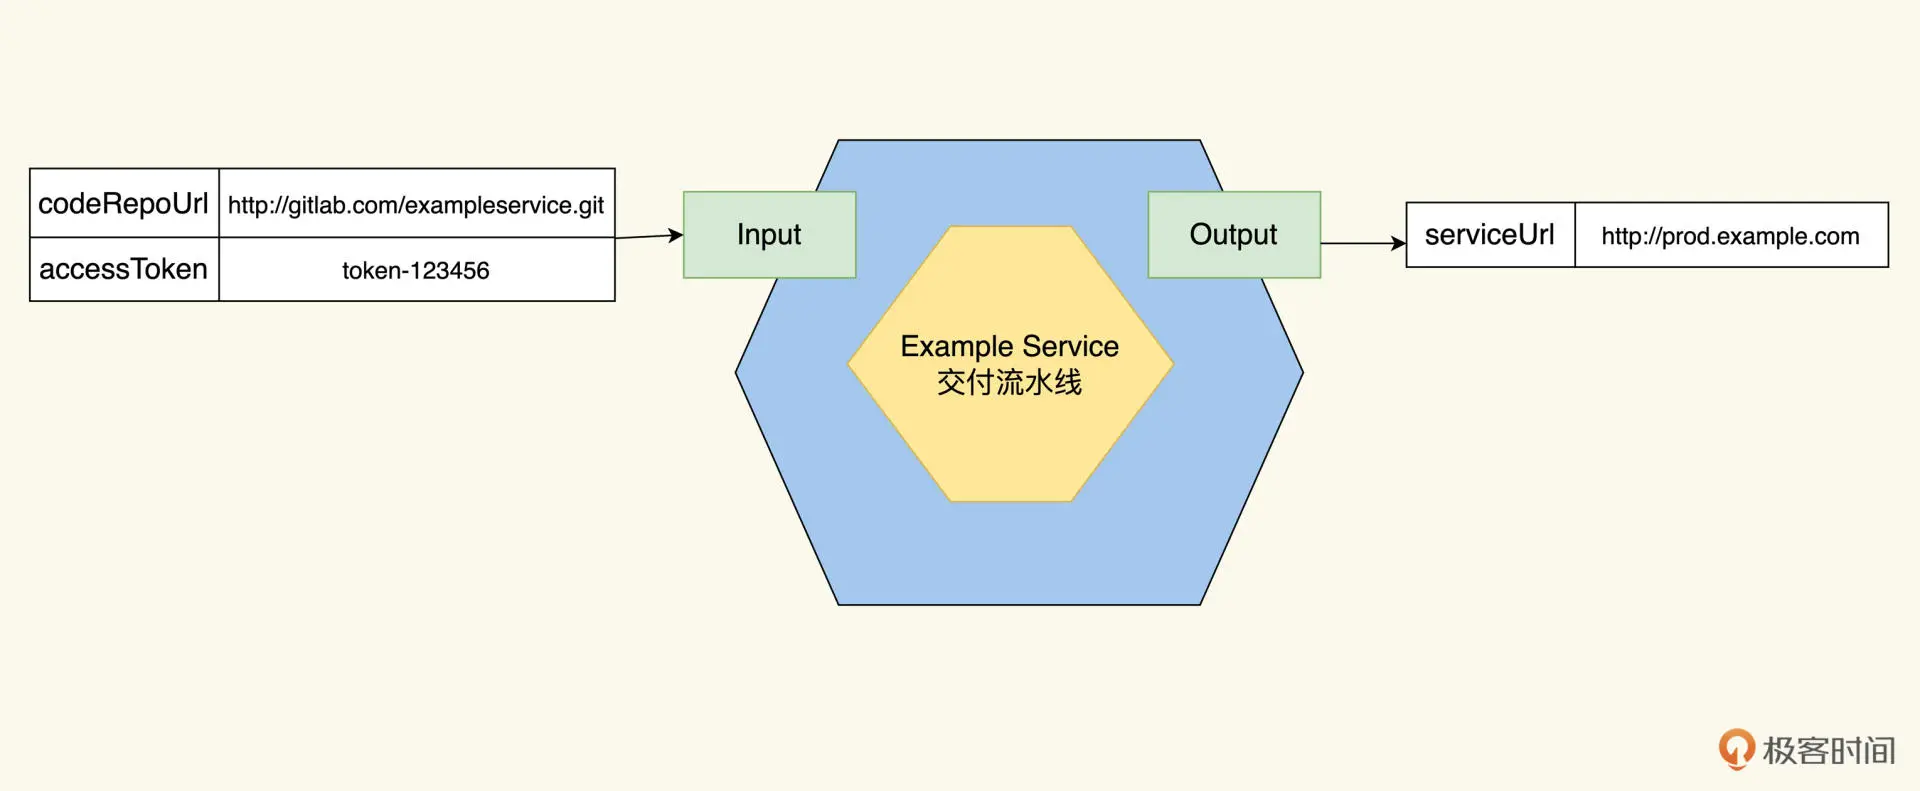 codeRepoUrl
http://gitlab.com/exampleservice.git
accessToken
token-123456
Input
Output
serviceUrl
http://prod.example.com
Example Service
交付流水线
极客时间